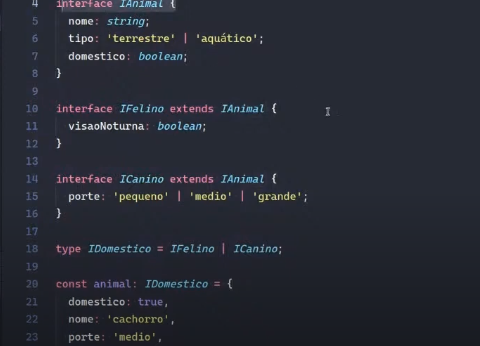 4 interface IAnimal {
5 nome: string;
6 tipo: 'terrestre' | 'aquático';
7 domestico: boolean;
8 }
9
10 interface IFelino extends IAnimal {
11 visaoNoturna: boolean;
12 }
13
14 interface ICanino extends IAnimal {
15 porte: 'pequeno' | 'medio' | 'grande';
16 }
17
18 type IDomestico = IFelino | ICanino;
19
20 const animal: IDomestico = {
21 domestico: true,
22 nome: 'cachorro',
23 porte: 'medio',